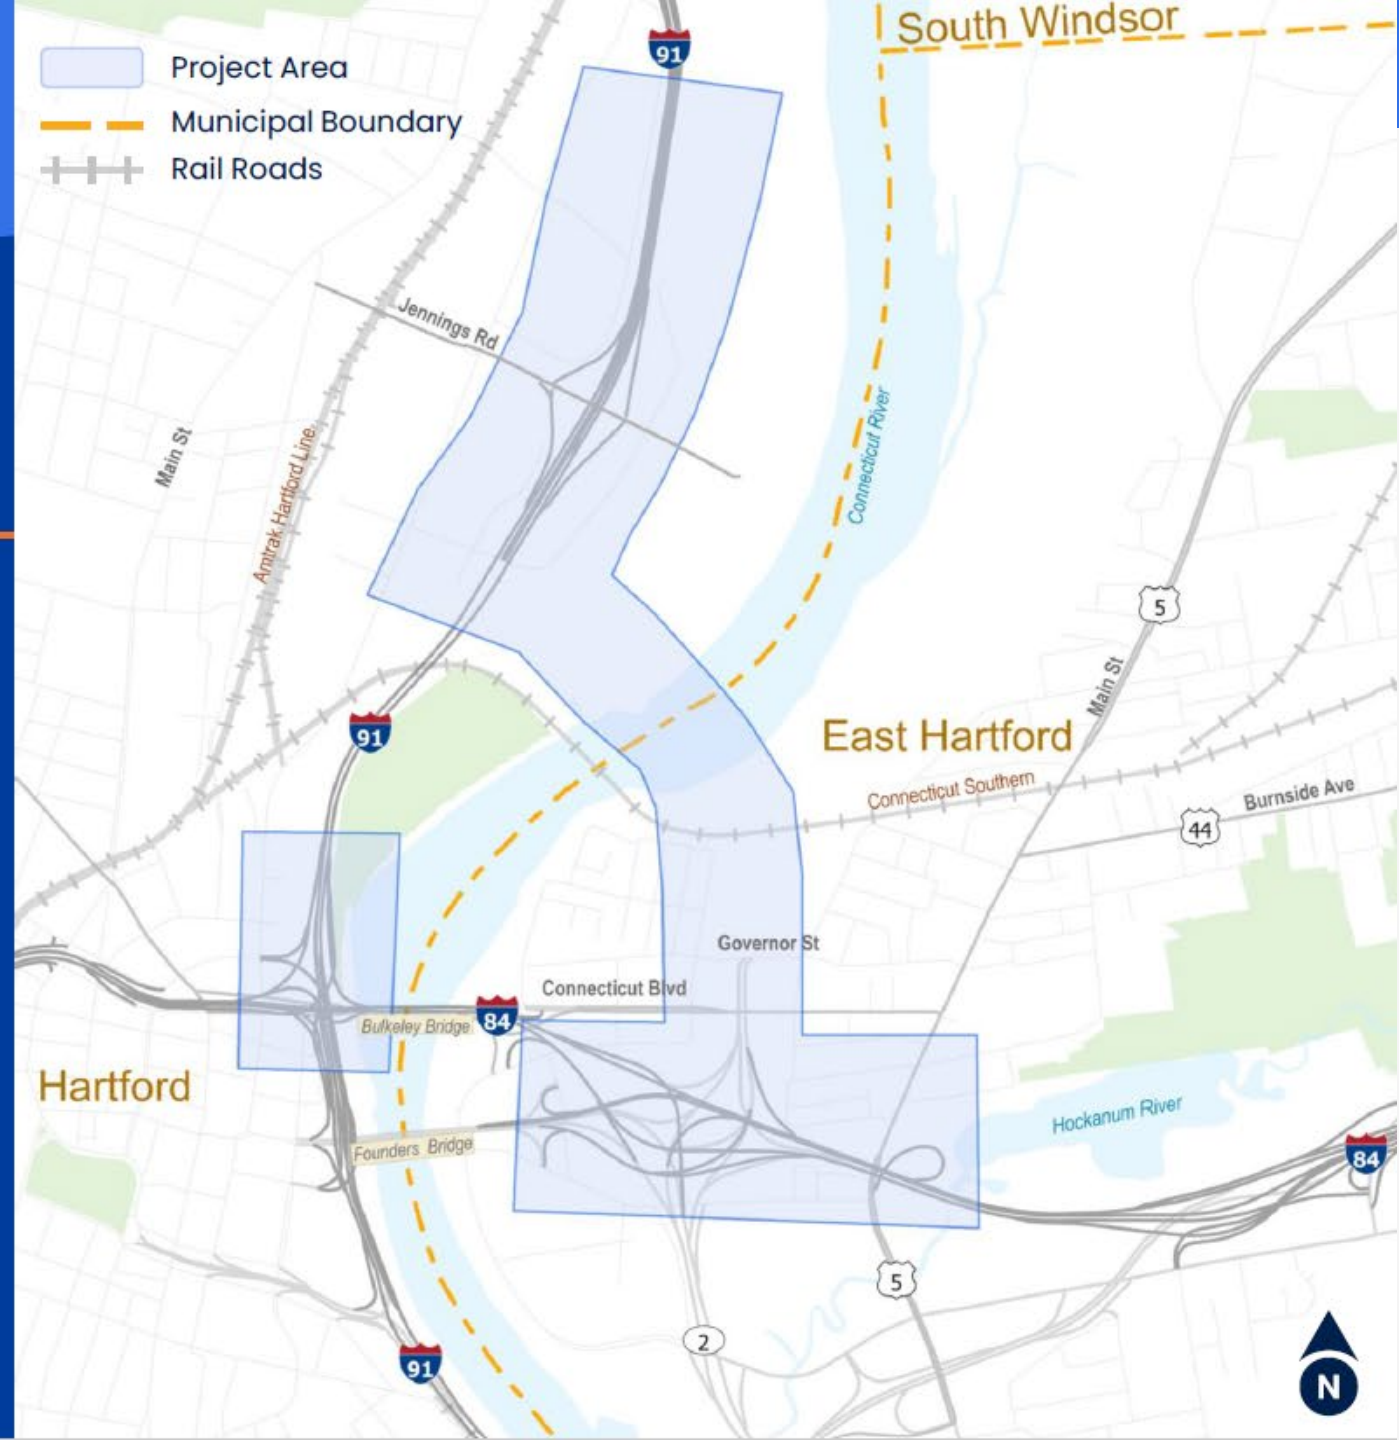 91
South Windsor
Project Area
Municipal Boundary
Rail Roads
Jennings Rd
Main St
Amtrak Hartford Line
Connecticut River
5
Main St
91
East Hartford
Connecticut Southern
Burnside Ave
44
Governor St
Connecticut Blvd
84
Bulkeley Bridge
Hartford
Hockanum River
Founders Bridge
84
5
2
91
N